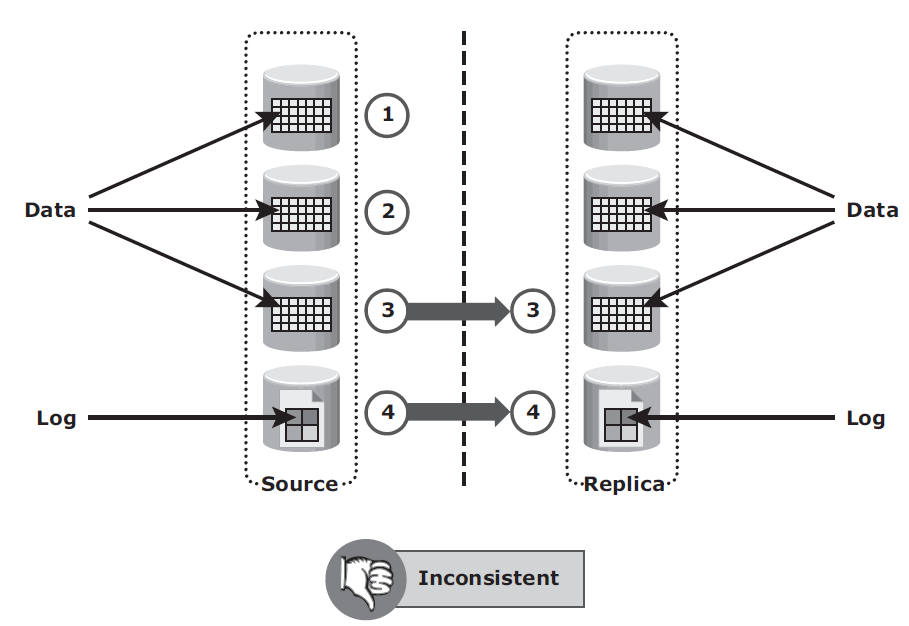 1
Data
2
Data
3
3
Log
4
4
Log
Source
Replica
Inconsistent